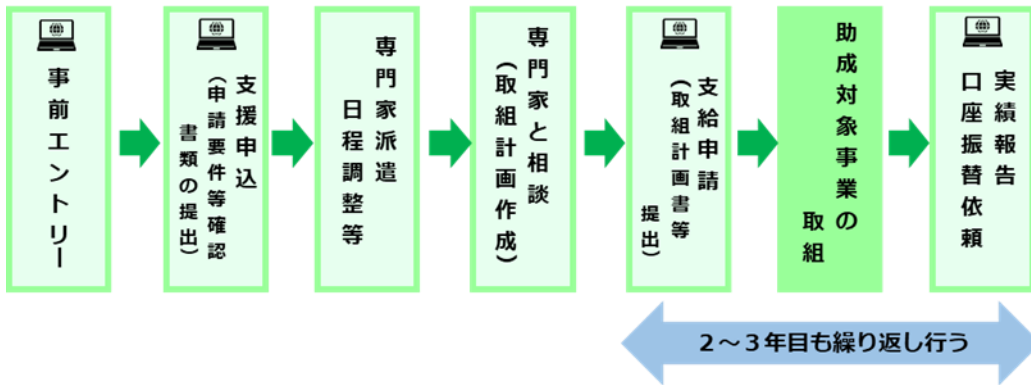 事前エントリー
支援申込
（申請要件等確認
書類の提出）
専門家派遣
日程調整等
専門家と相談
（取組計画作成）
支給申請
（取組計画書等
提出）
助成対象事業の
取組
実績報告
口座振替依頼
２～３年目も繰り返し行う